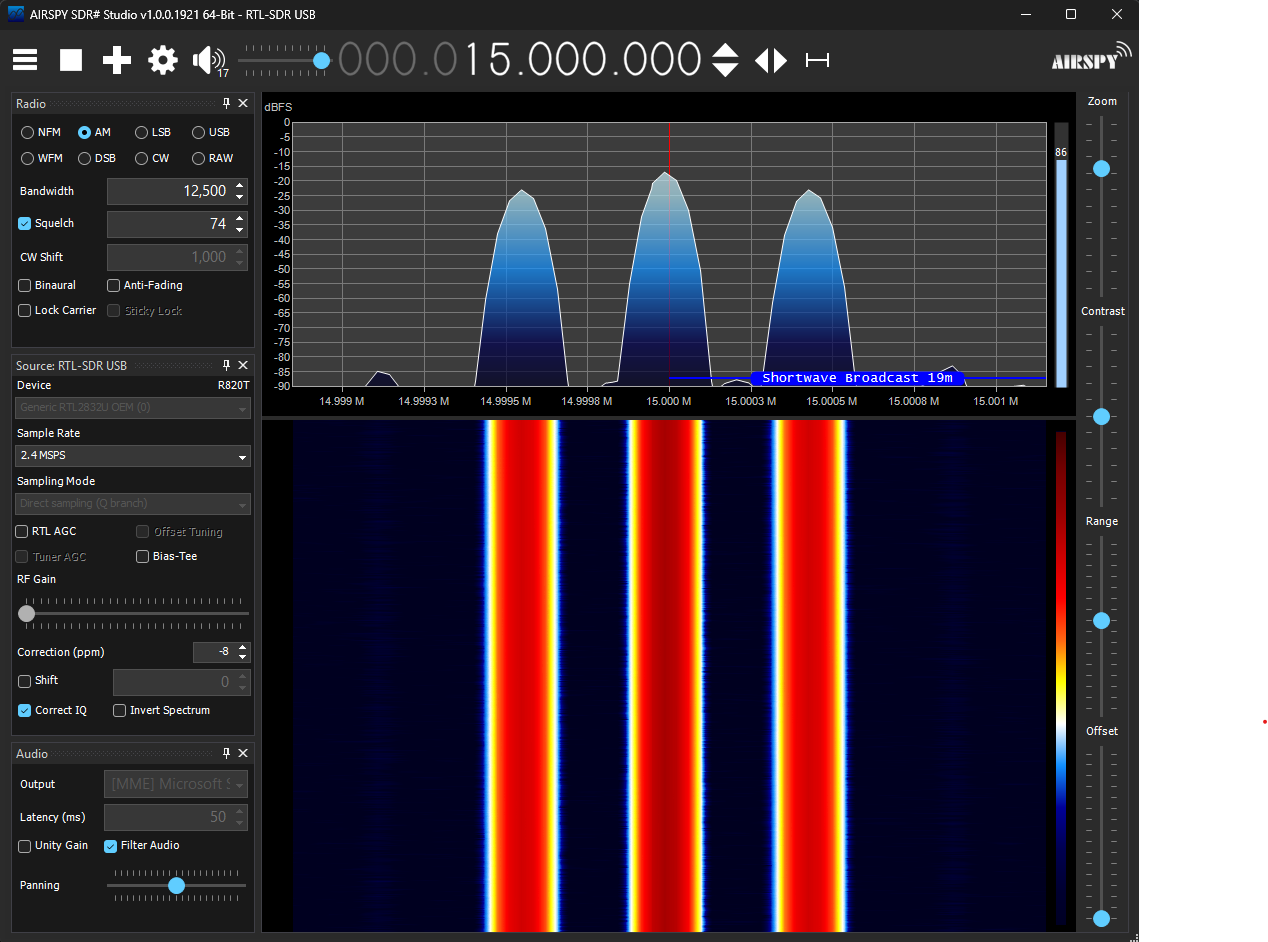 AIRSPY SDR# Studio v1.0.0.1921 64-Bit - RTL-SDR USB
17
000.015.000.000
AIRSPY
Radio
NFM AM LSB USB
WFM DSB CW RAW
Bandwidth 12,500
Squelch 74
CW Shift 1,000
Binaural Anti-Fading
Lock Carrier Sticky Lock
Source: RTL-SDR USB
Device R820T
Generic RTL2832U OEM (0)
Sample Rate
2.4 MSPS
Sampling Mode
Direct sampling (Q branch)
RTL AGC Offset Tuning
Tuner AGC Bias-Tee
RF Gain
Correction (ppm) -8
Shift 0
Correct IQ Invert Spectrum
Audio
Output [MME] Microsoft S
Latency (ms) 50
Unity Gain Filter Audio
Panning
dBFS
0
-5
-10
-15
-20
-25
-30
-35
-40
-45
-50
-55
-60
-65
-70
-75
-80
-85
-90
86
Shortwave Broadcast 19m
14.999 M 14.9993 M 14.9995 M 14.9998 M 15.000 M 15.0003 M 15.0005 M 15.0008 M 15.001 M
Zoom
Contrast
Range
Offset